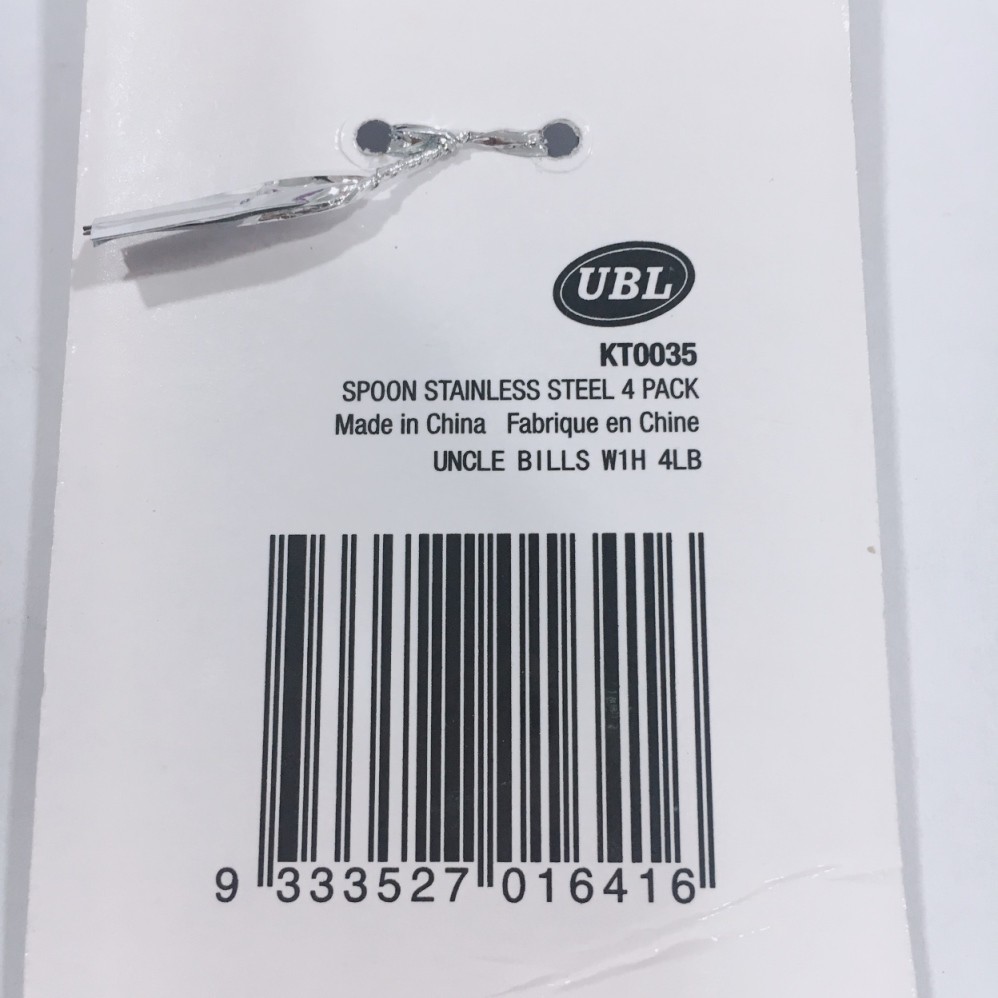 UBL
KT0035
SPOON STAINLESS STEEL 4 PACK
Made in China Fabrique en Chine
UNCLE BILLS W1H 4LB
9 333527 016416